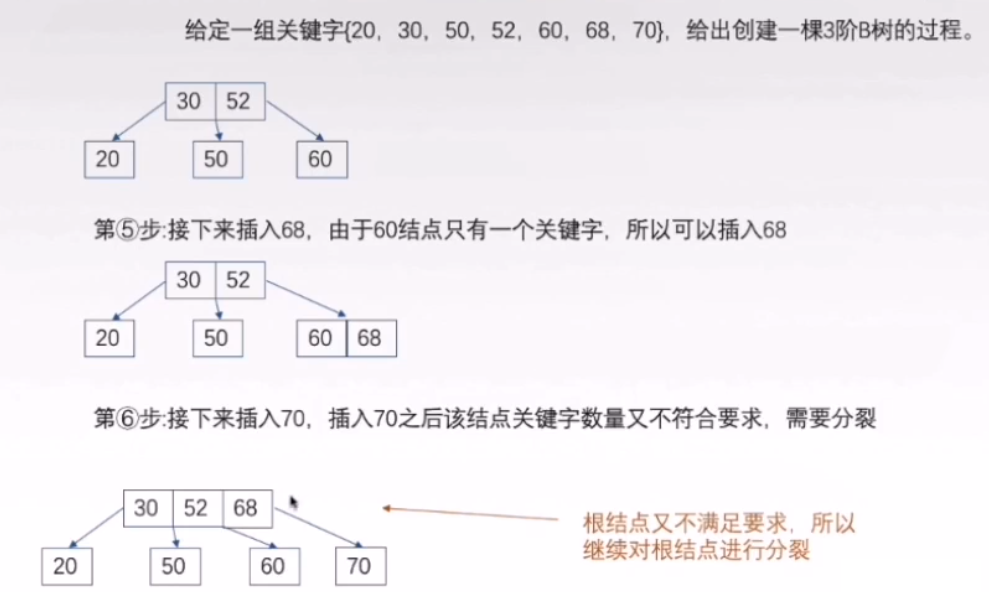 给定一组关键字{20，30，50，52，60，68，70}，给出创建一棵3阶B树的过程。
30 52
20 50 60
第⑤步:接下来插入68，由于60结点只有一个关键字，所以可以插入68
30 52
20 50 60 68
第⑥步:接下来插入70，插入70之后该结点关键字数量又不符合要求，需要分裂
30 52 68
根结点又不满足要求，所以
继续对根结点进行分裂
20 50 60 70